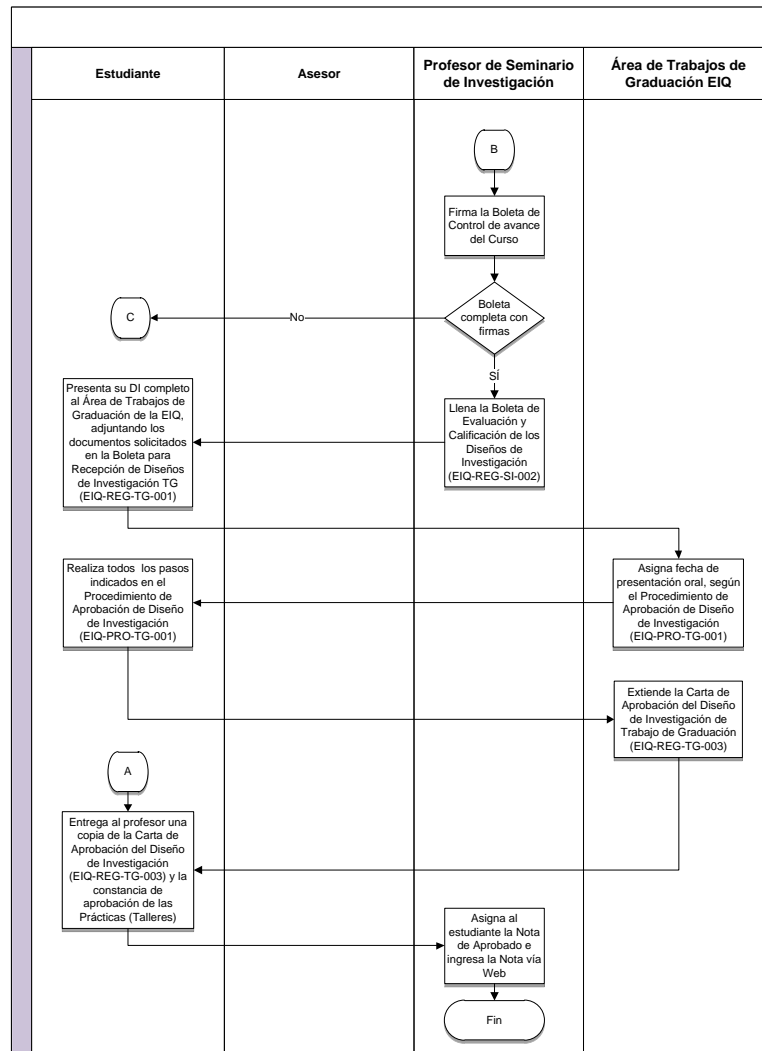 Estudiante
Asesor
Profesor de Seminario
de Investigación
Área de Trabajos de
Graduación EIQ
B
Firma la Boleta de
Control de avance
del Curso
Boleta
completa con
firmas
No
C
SÍ
Presenta su DI completo
al Área de Trabajos de
Graduación de la EIQ,
adjuntando los
documentos solicitados
en la Boleta para
Recepción de Diseños
de Investigación TG
(EIQ-REG-TG-001)
Llena la Boleta de
Evaluación y
Calificación de los
Diseños de
Investigación
(EIQ-REG-SI-002)
Realiza todos los pasos
indicados en el
Procedimiento de
Aprobación de Diseño
de Investigación
(EIQ-PRO-TG-001)
Asigna fecha de
presentación oral, según
el Procedimiento de
Aprobación de Diseño
de Investigación
(EIQ-PRO-TG-001)
Extiende la Carta de
Aprobación del Diseño
de Investigación de
Trabajo de Graduación
(EIQ-REG-TG-003)
A
Entrega al profesor una
copia de la Carta de
Aprobación del Diseño
de Investigación
(EIQ-REG-TG-003) y la
constancia de
aprobación de las
Prácticas (Talleres)
Asigna al
estudiante la Nota
de Aprobado e
ingresa la Nota vía
Web
Fin